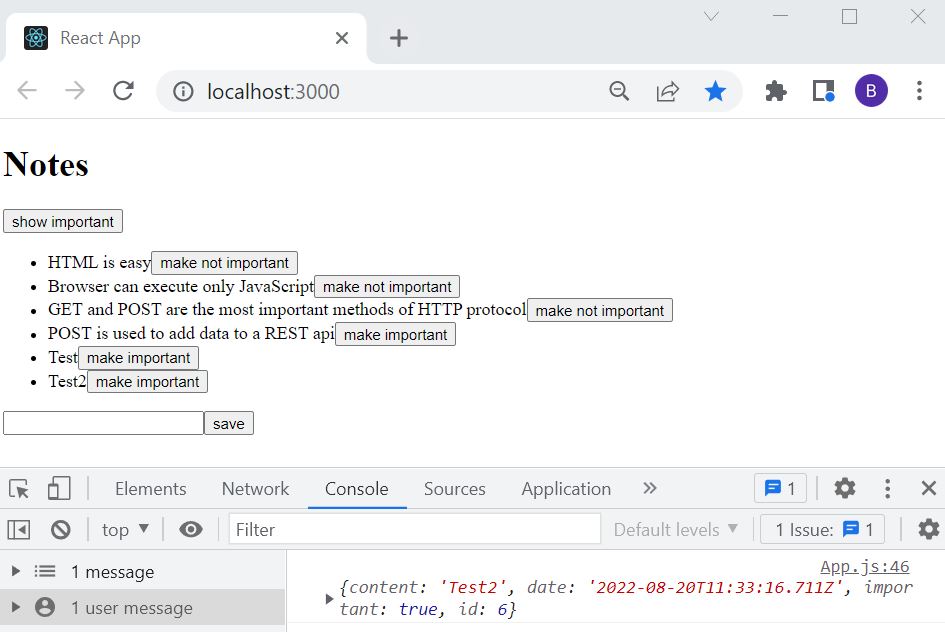 React App
localhost:3000
B
Notes
show important
HTML is easy make not important
Browser can execute only JavaScript make not important
GET and POST are the most important methods of HTTP protocol make not important
POST is used to add data to a REST api make important
Test make important
Test2 make important
save
Elements Network Console Sources Application 1
top Filter Default levels 1 Issue: 1
1 message
1 user message
App.js:46
{content: 'Test2', date: '2022-08-20T11:33:16.711Z', impor
tant: true, id: 6}